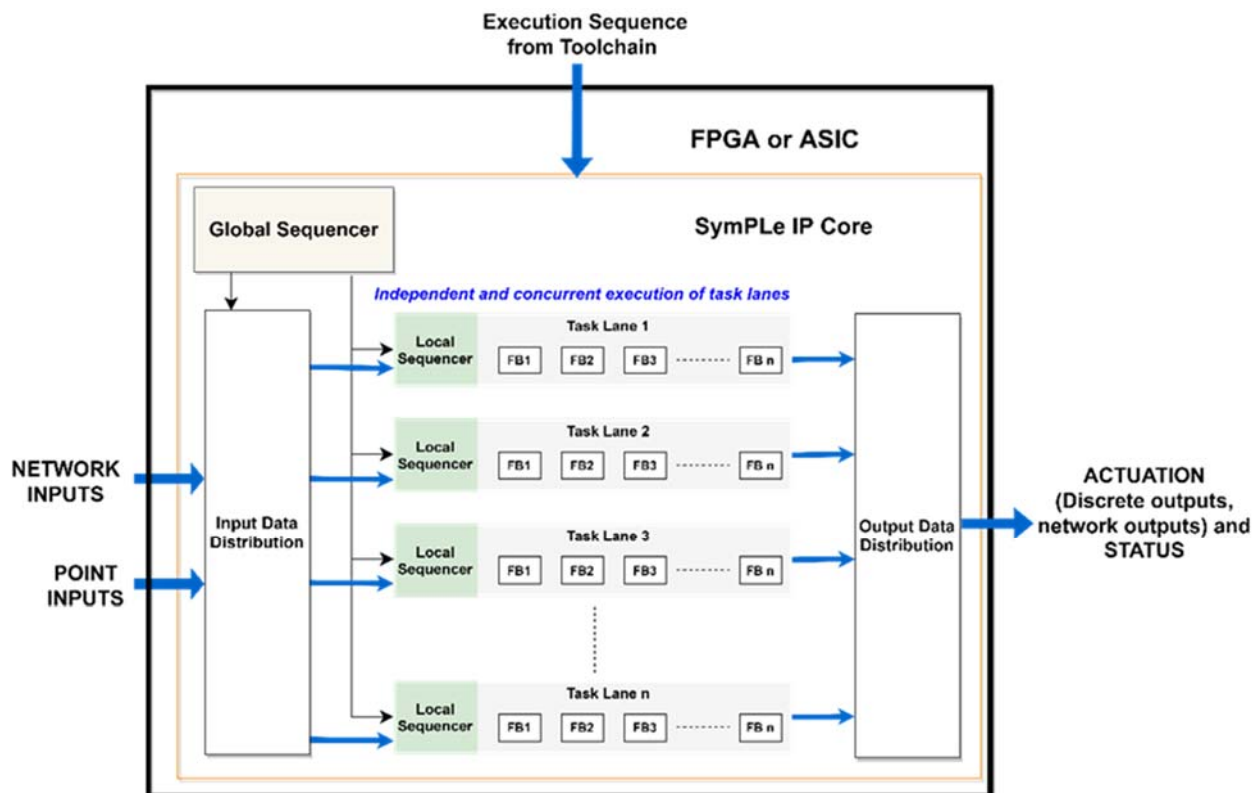 Execution Sequence
from Toolchain
FPGA or ASIC
Global Sequencer
SymPLe IP Core
Independent and concurrent execution of task lanes
Task Lane 1
Local
Sequencer
FB1 FB2 FB3 FB n
Task Lane 2
Local
Sequencer
FB1 FB2 FB3 FB n
Task Lane 3
Local
Sequencer
FB1 FB2 FB3 FB n
Task Lane n
Local
Sequencer
FB1 FB2 FB3 FB n
NETWORK
INPUTS
POINT
INPUTS
Input Data
Distribution
Output Data
Distribution
ACTUATION
(Discrete outputs,
network outputs) and
STATUS